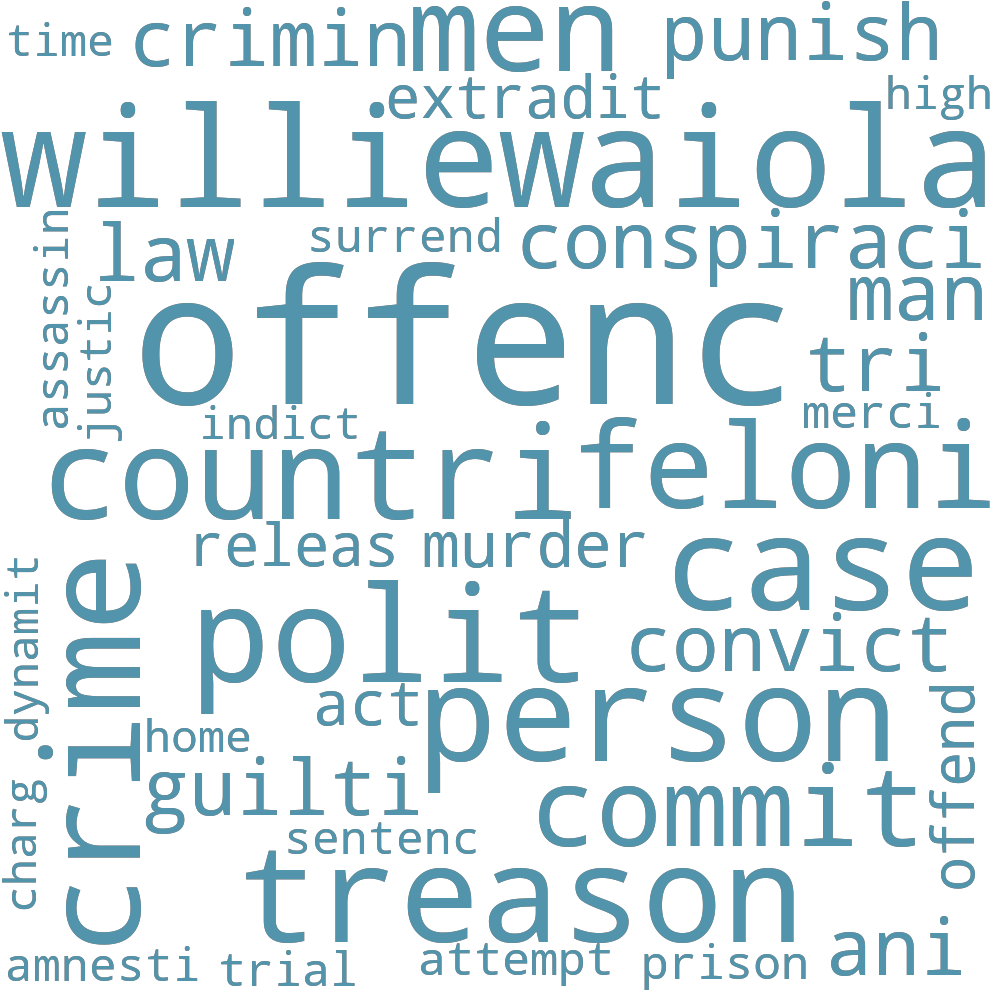 time
crimin
men
punish
extradit
high
williewaiola
assassin
law
surrend
conspiraci
man
justic
offenc
tri
merci
indict
countri
feloni
releas
murder
case
dynamit
crime
polit
convict
act
person
offend
home
guilti
commit
charg
sentenc
treason
amnesti
trial
attempt
prison
ani